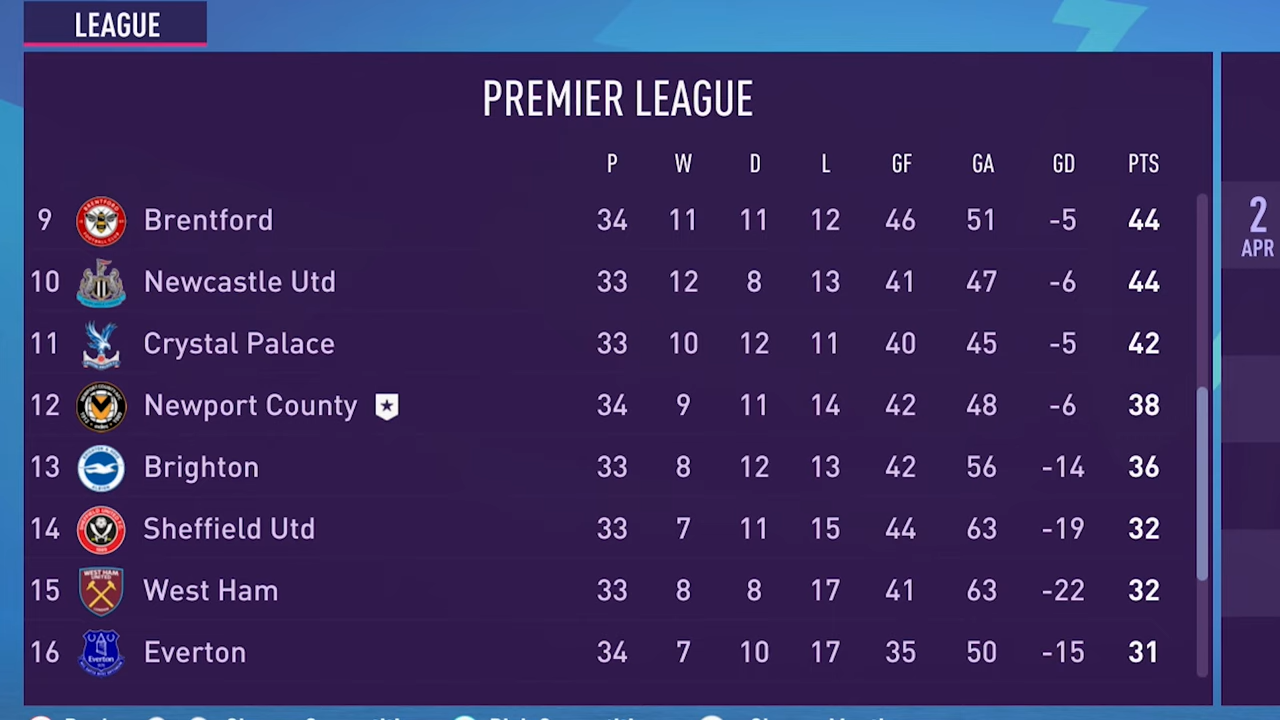 LEAGUE
PREMIER LEAGUE
P W D L GF GA GD PTS
9 Brentford 34 11 11 12 46 51 -5 44
10 Newcastle Utd 33 12 8 13 41 47 -6 44
11 Crystal Palace 33 10 12 11 40 45 -5 42
12 Newport County 34 9 11 14 42 48 -6 38
13 Brighton 33 8 12 13 42 56 -14 36
14 Sheffield Utd 33 7 11 15 44 63 -19 32
15 West Ham 33 8 8 17 41 63 -22 32
16 Everton 34 7 10 17 35 50 -15 31
2
APR